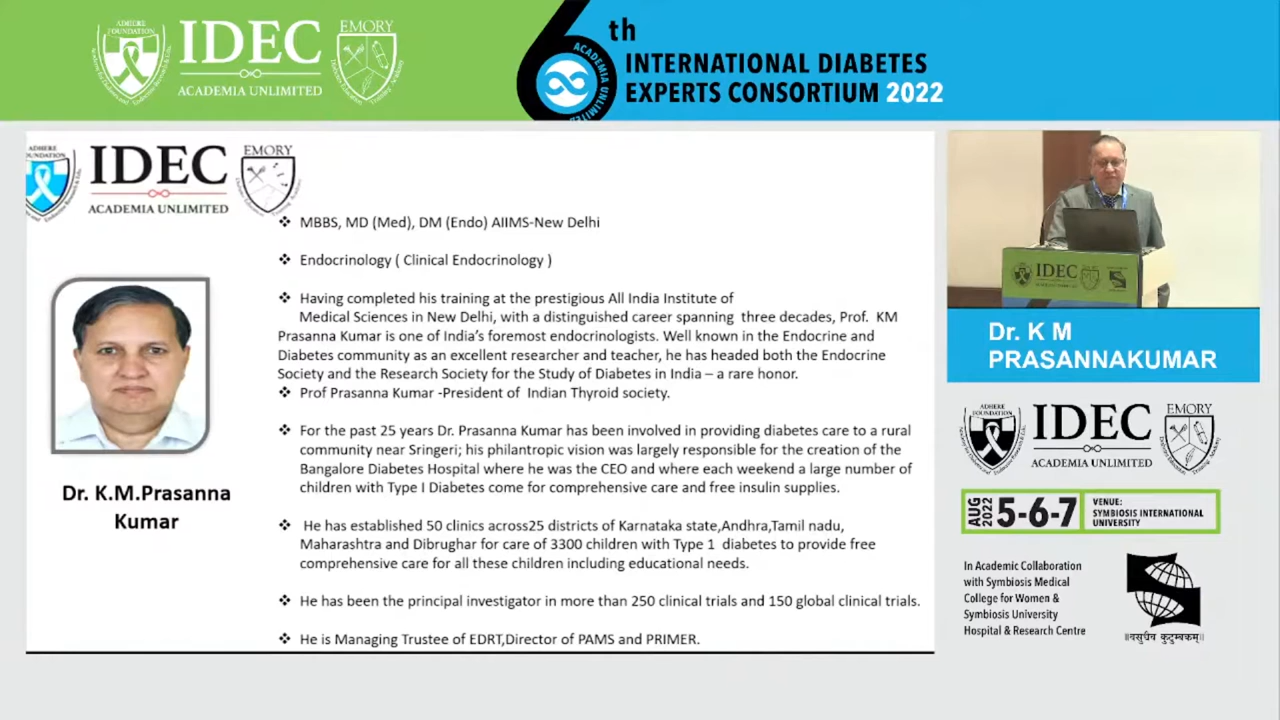 ADHERE
FOUNDATION
IDEC
ACADEMIA UNLIMITED
EMORY
6th
ACADEMIA UNLIMITED
INTERNATIONAL DIABETES
EXPERTS CONSORTIUM 2022
ADHERE
IDEC
ACADEMIA UNLIMITED
EMORY
❖ MBBS, MD (Med), DM (Endo) AIIMS-New Delhi
❖ Endocrinology ( Clinical Endocrinology )
❖ Having completed his training at the prestigious All India Institute of
Medical Sciences in New Delhi, with a distinguished career spanning three decades, Prof. KM
Prasanna Kumar is one of India's foremost endocrinologists. Well known in the Endocrine and
Diabetes community as an excellent researcher and teacher, he has headed both the Endocrine
Society and the Research Society for the Study of Diabetes in India – a rare honor.
❖ Prof Prasanna Kumar -President of Indian Thyroid society.
❖ For the past 25 years Dr. Prasanna Kumar has been involved in providing diabetes care to a rural
community near Sringeri; his philantropic vision was largely responsible for the creation of the
Bangalore Diabetes Hospital where he was the CEO and where each weekend a large number of
children with Type I Diabetes come for comprehensive care and free insulin supplies.
❖ He has established 50 clinics across25 districts of Karnataka state,Andhra,Tamil nadu,
Maharashtra and Dibrughar for care of 3300 children with Type 1 diabetes to provide free
comprehensive care for all these children including educational needs.
❖ He has been the principal investigator in more than 250 clinical trials and 150 global clinical trials.
❖ He is Managing Trustee of EDRT,Director of PAMS and PRIMER.
Dr. K.M.Prasanna
Kumar
IDEC
Dr. K M
PRASANNAKUMAR
ADHERE
FOUNDATION
IDEC
ACADEMIA UNLIMITED
EMORY
AUG
2022
5-6-7
VENUE:
SYMBIOSIS INTERNATIONAL
UNIVERSITY
In Academic Collaboration
with Symbiosis Medical
College for Women &
Symbiosis University
Hospital & Research Centre
॥वसुधैव कुटुम्बकम्॥